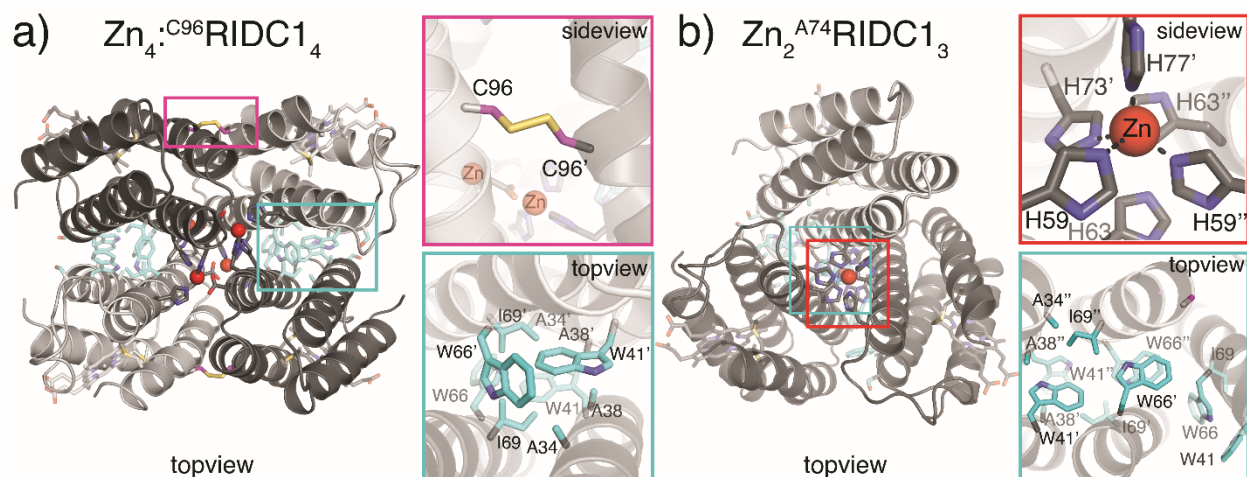 a) Zn₄:ᶜ⁹⁶RIDC1₄
topview
sideview
C96
C96'
Zn
Zn
topview
I69'
A34'
A38'
W66'
W41'
W66
W41
A38
I69
A34
b) Zn₂ᴬ⁷⁴RIDC1₃
topview
sideview
H77'
H73'
H63"
Zn
H59
H63
H59"
topview
A34"
I69"
A38"
W66"
I69
W41"
W66'
A38'
I69'
W66
W41'
W41